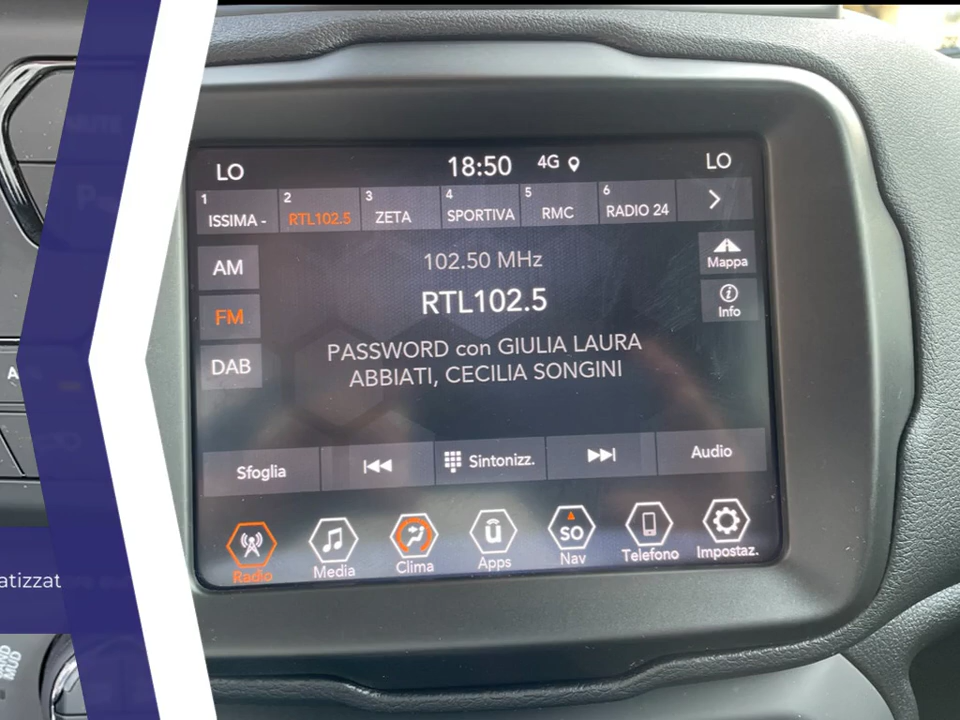 LO 18:50 4G LO
1 ISSIMA - 2 RTL102.5 3 ZETA 4 SPORTIVA 5 RMC 6 RADIO 24
AM
FM
DAB
102.50 MHz
RTL102.5
PASSWORD con GIULIA LAURA
ABBIATI, CECILIA SONGINI
Mappa
Info
Sfoglia Sintonizz. Audio
Radio Media Clima û Apps SO Nav Telefono Impostaz.
A
atizzat
MUD